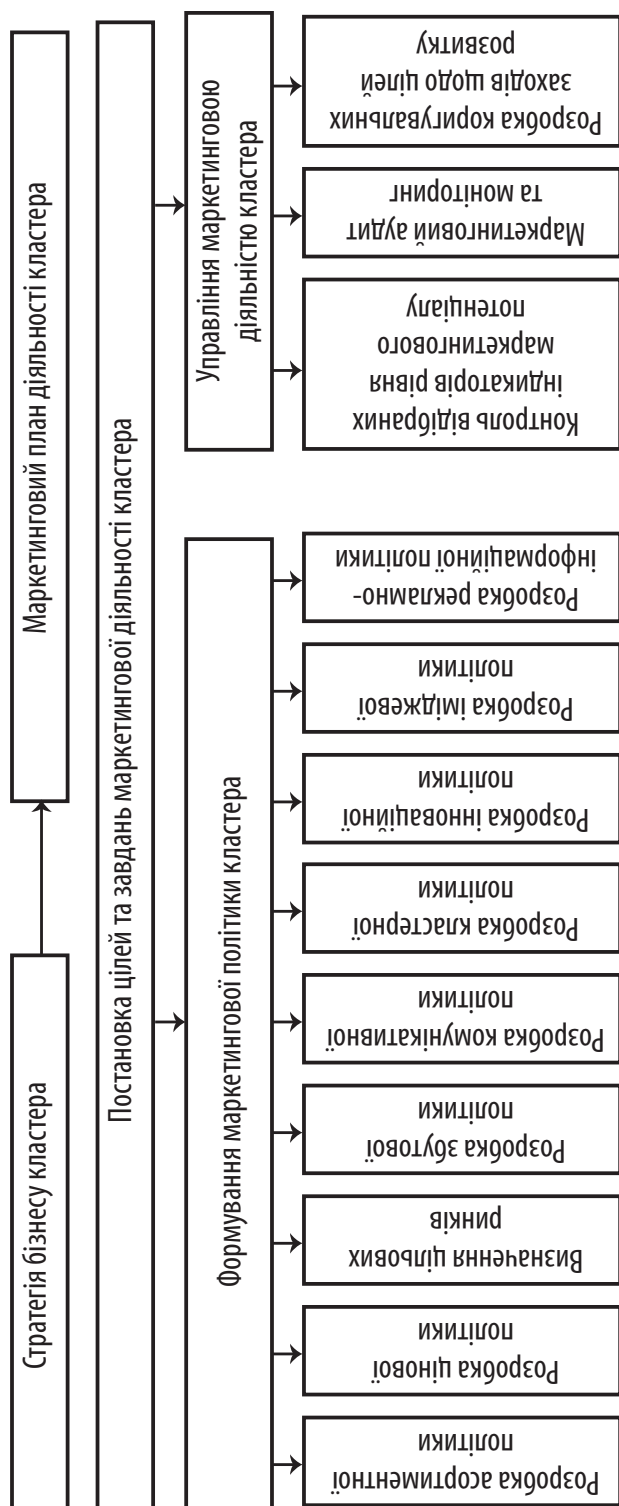 Стратегія бізнесу кластера
Маркетинговий план діяльності кластера
Постановка цілей та завдань маркетингової діяльності кластера
Формування маркетингової політики кластера
Управління маркетинговою
діяльністю кластера
Розробка асортиментної
політики
Розробка цінової
політики
Визначення цільових
ринків
Розробка збутової
політики
Розробка комунікативної
політики
Розробка кластерної
політики
Розробка інноваційної
політики
Розробка іміджевої
політики
Розробка рекламно-
інформаційної політики
Контроль відібраних
індикаторів рівня
маркетингового
потенціалу
Маркетинговий аудит
та моніторинг
Розробка коригувальних
заходів щодо цілей
розвитку